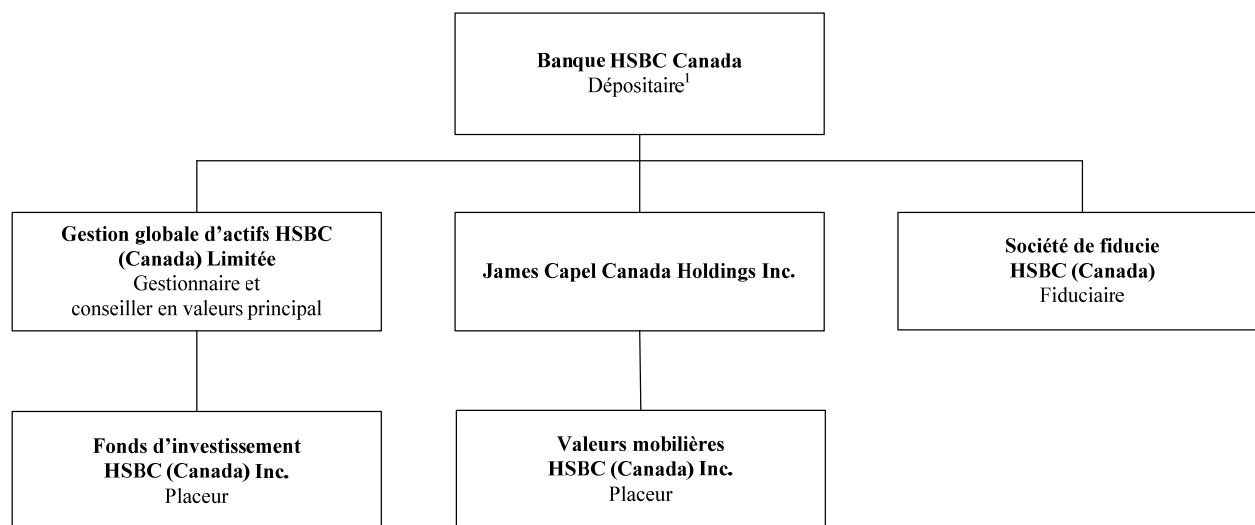 Banque HSBC Canada
Dépositaire¹
Gestion globale d’actifs HSBC
(Canada) Limitée
Gestionnaire et
conseiller en valeurs principal
James Capel Canada Holdings Inc.
Société de fiducie
HSBC (Canada)
Fiduciaire
Fonds d’investissement
HSBC (Canada) Inc.
Placeur
Valeurs mobilières
HSBC (Canada) Inc.
Placeur